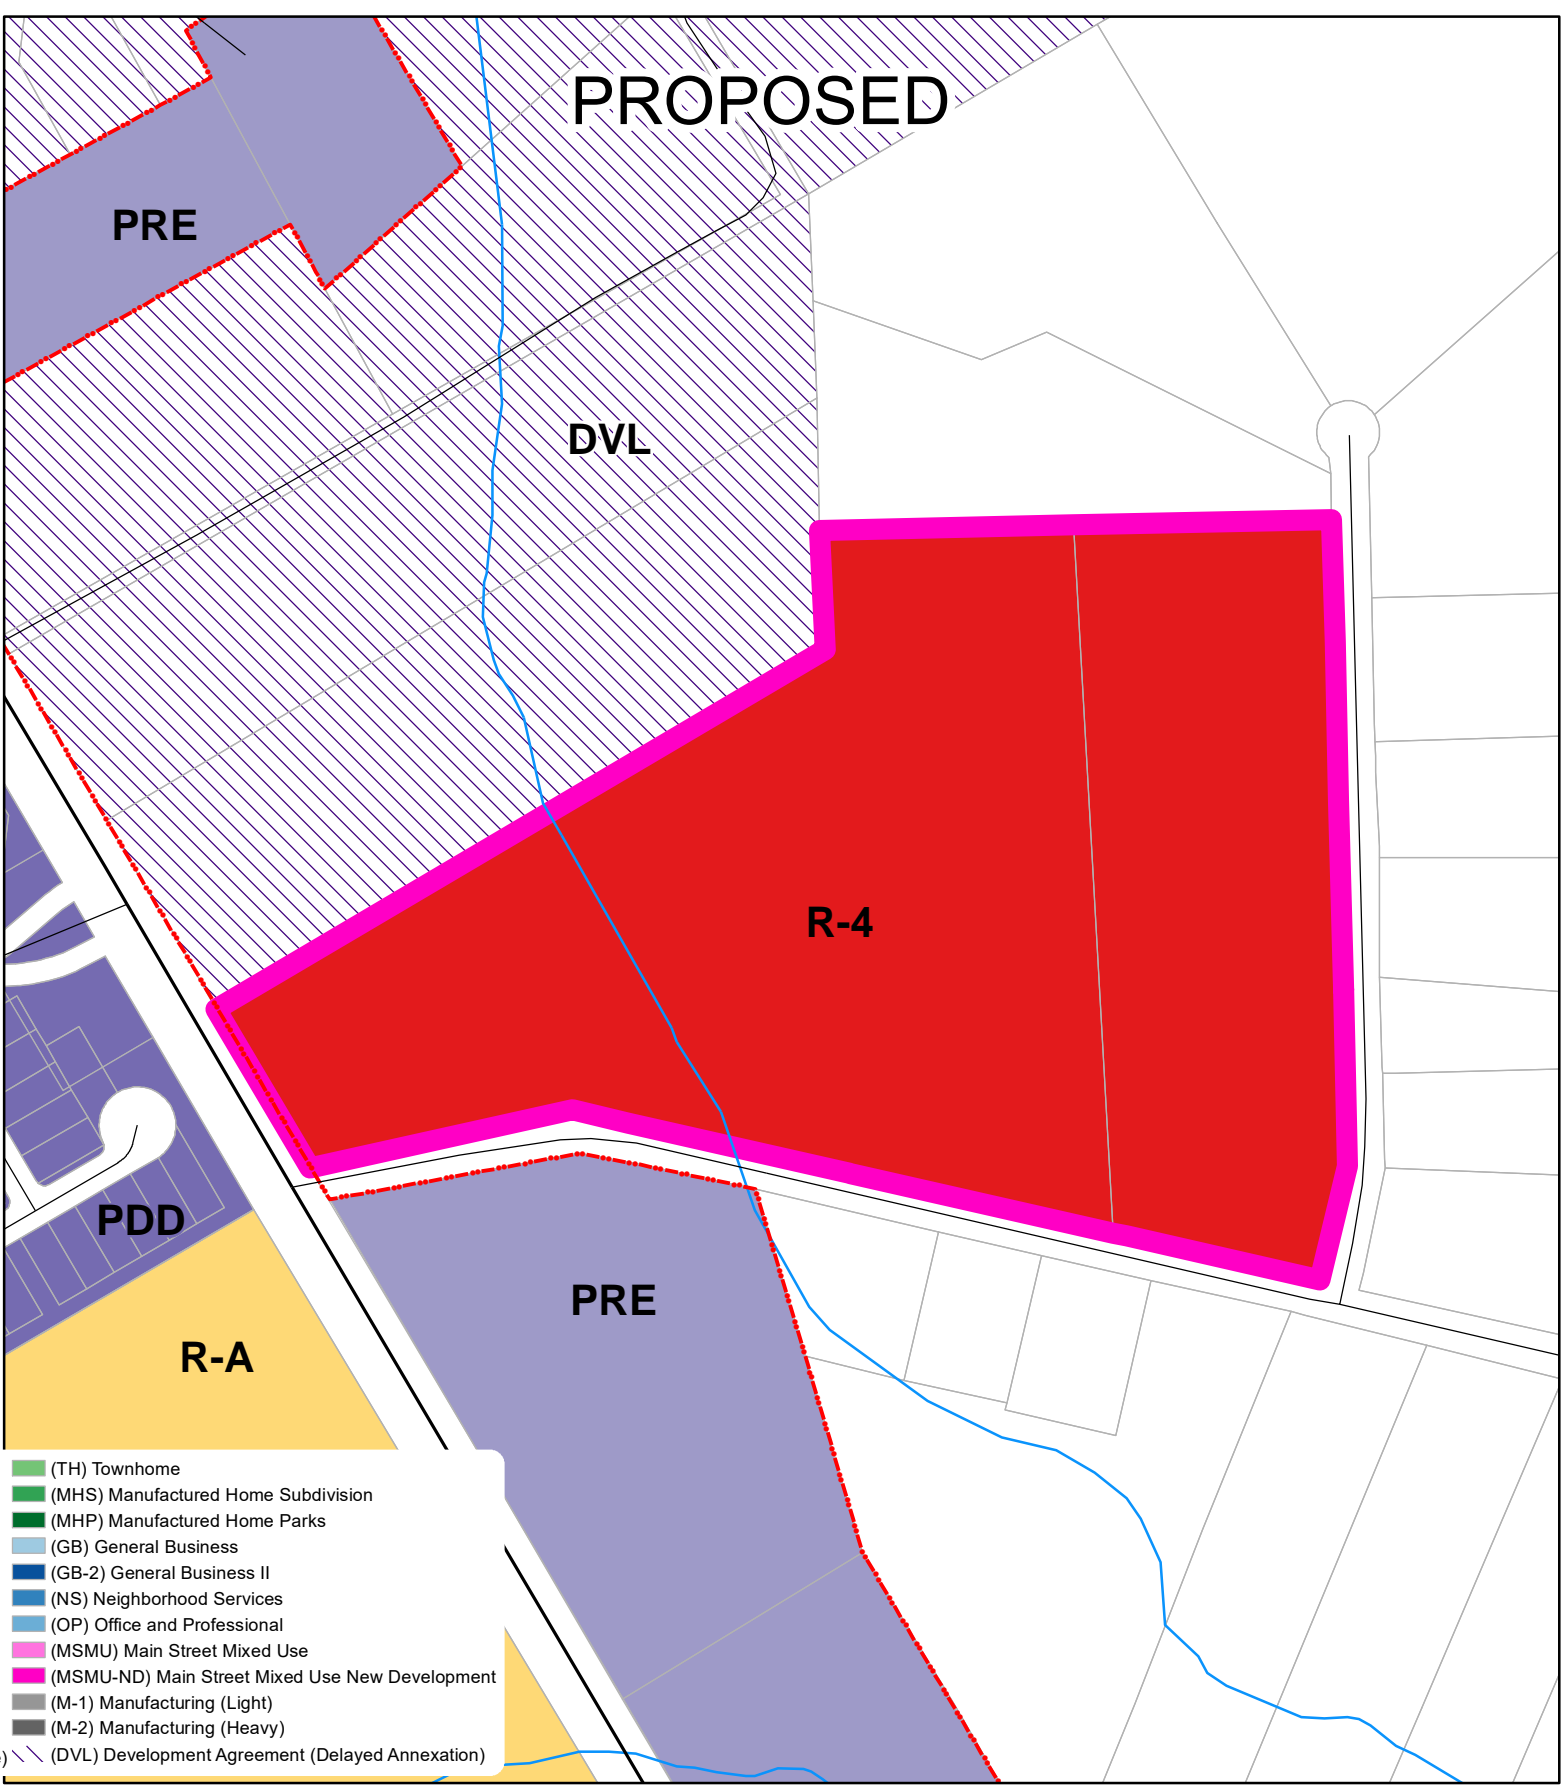 PROPOSED
PRE
DVL
R-4
PDD
PRE
R-A
(TH) Townhome
(MHS) Manufactured Home Subdivision
(MHP) Manufactured Home Parks
(GB) General Business
(GB-2) General Business II
(NS) Neighborhood Services
(OP) Office and Professional
(MSMU) Main Street Mixed Use
(MSMU-ND) Main Street Mixed Use New Development
(M-1) Manufacturing (Light)
(M-2) Manufacturing (Heavy)
) (DVL) Development Agreement (Delayed Annexation)